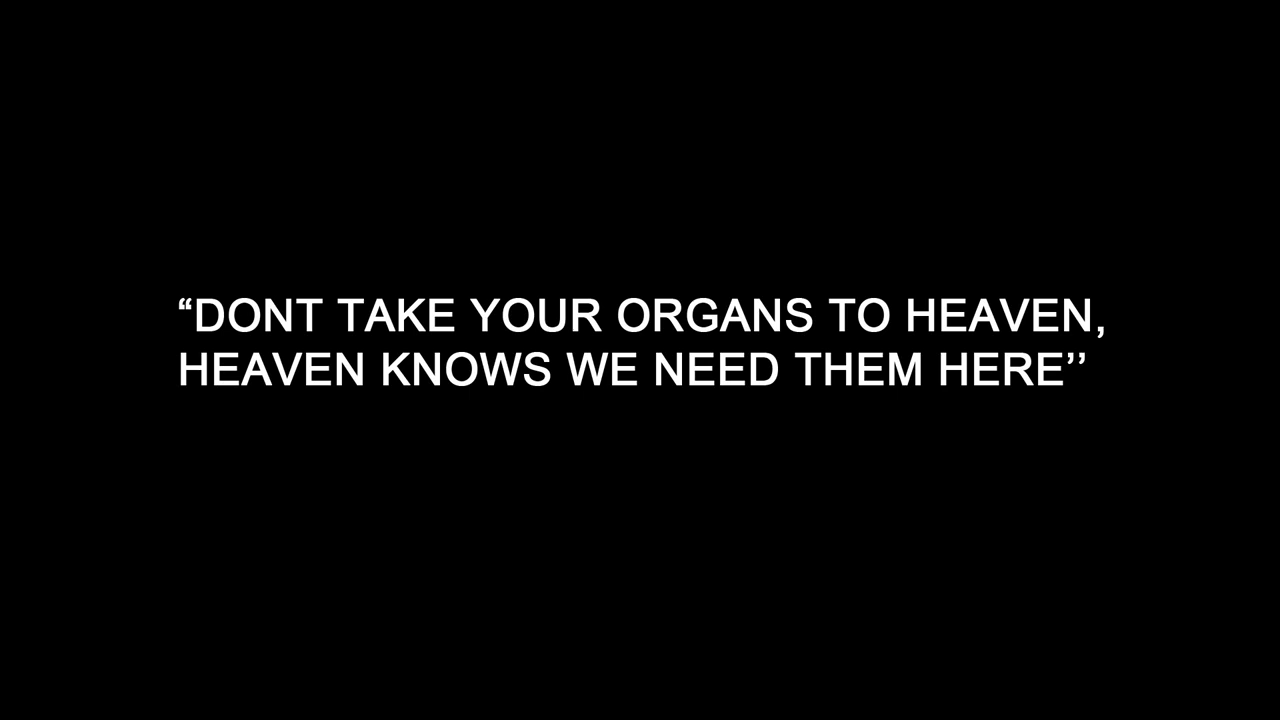 “DONT TAKE YOUR ORGANS TO HEAVEN,
HEAVEN KNOWS WE NEED THEM HERE’’